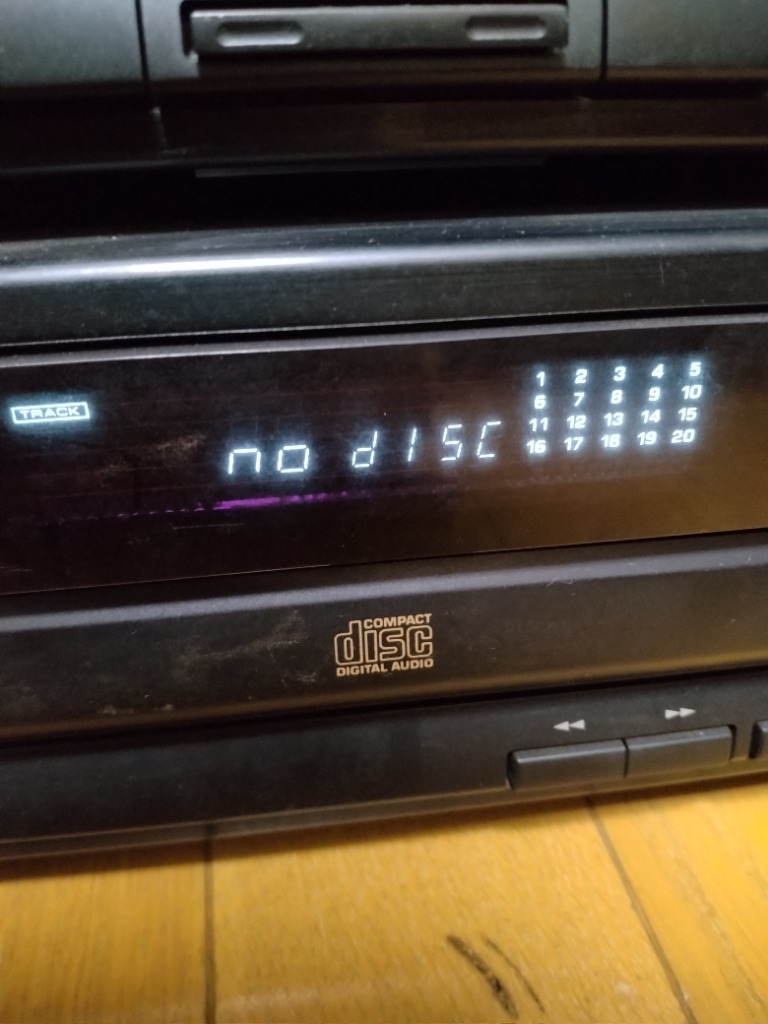 TRACK
no dISC
1 2 3 4 5
6 7 8 9 10
11 12 13 14 15
16 17 18 19 20
COMPACT
disc
DIGITAL AUDIO